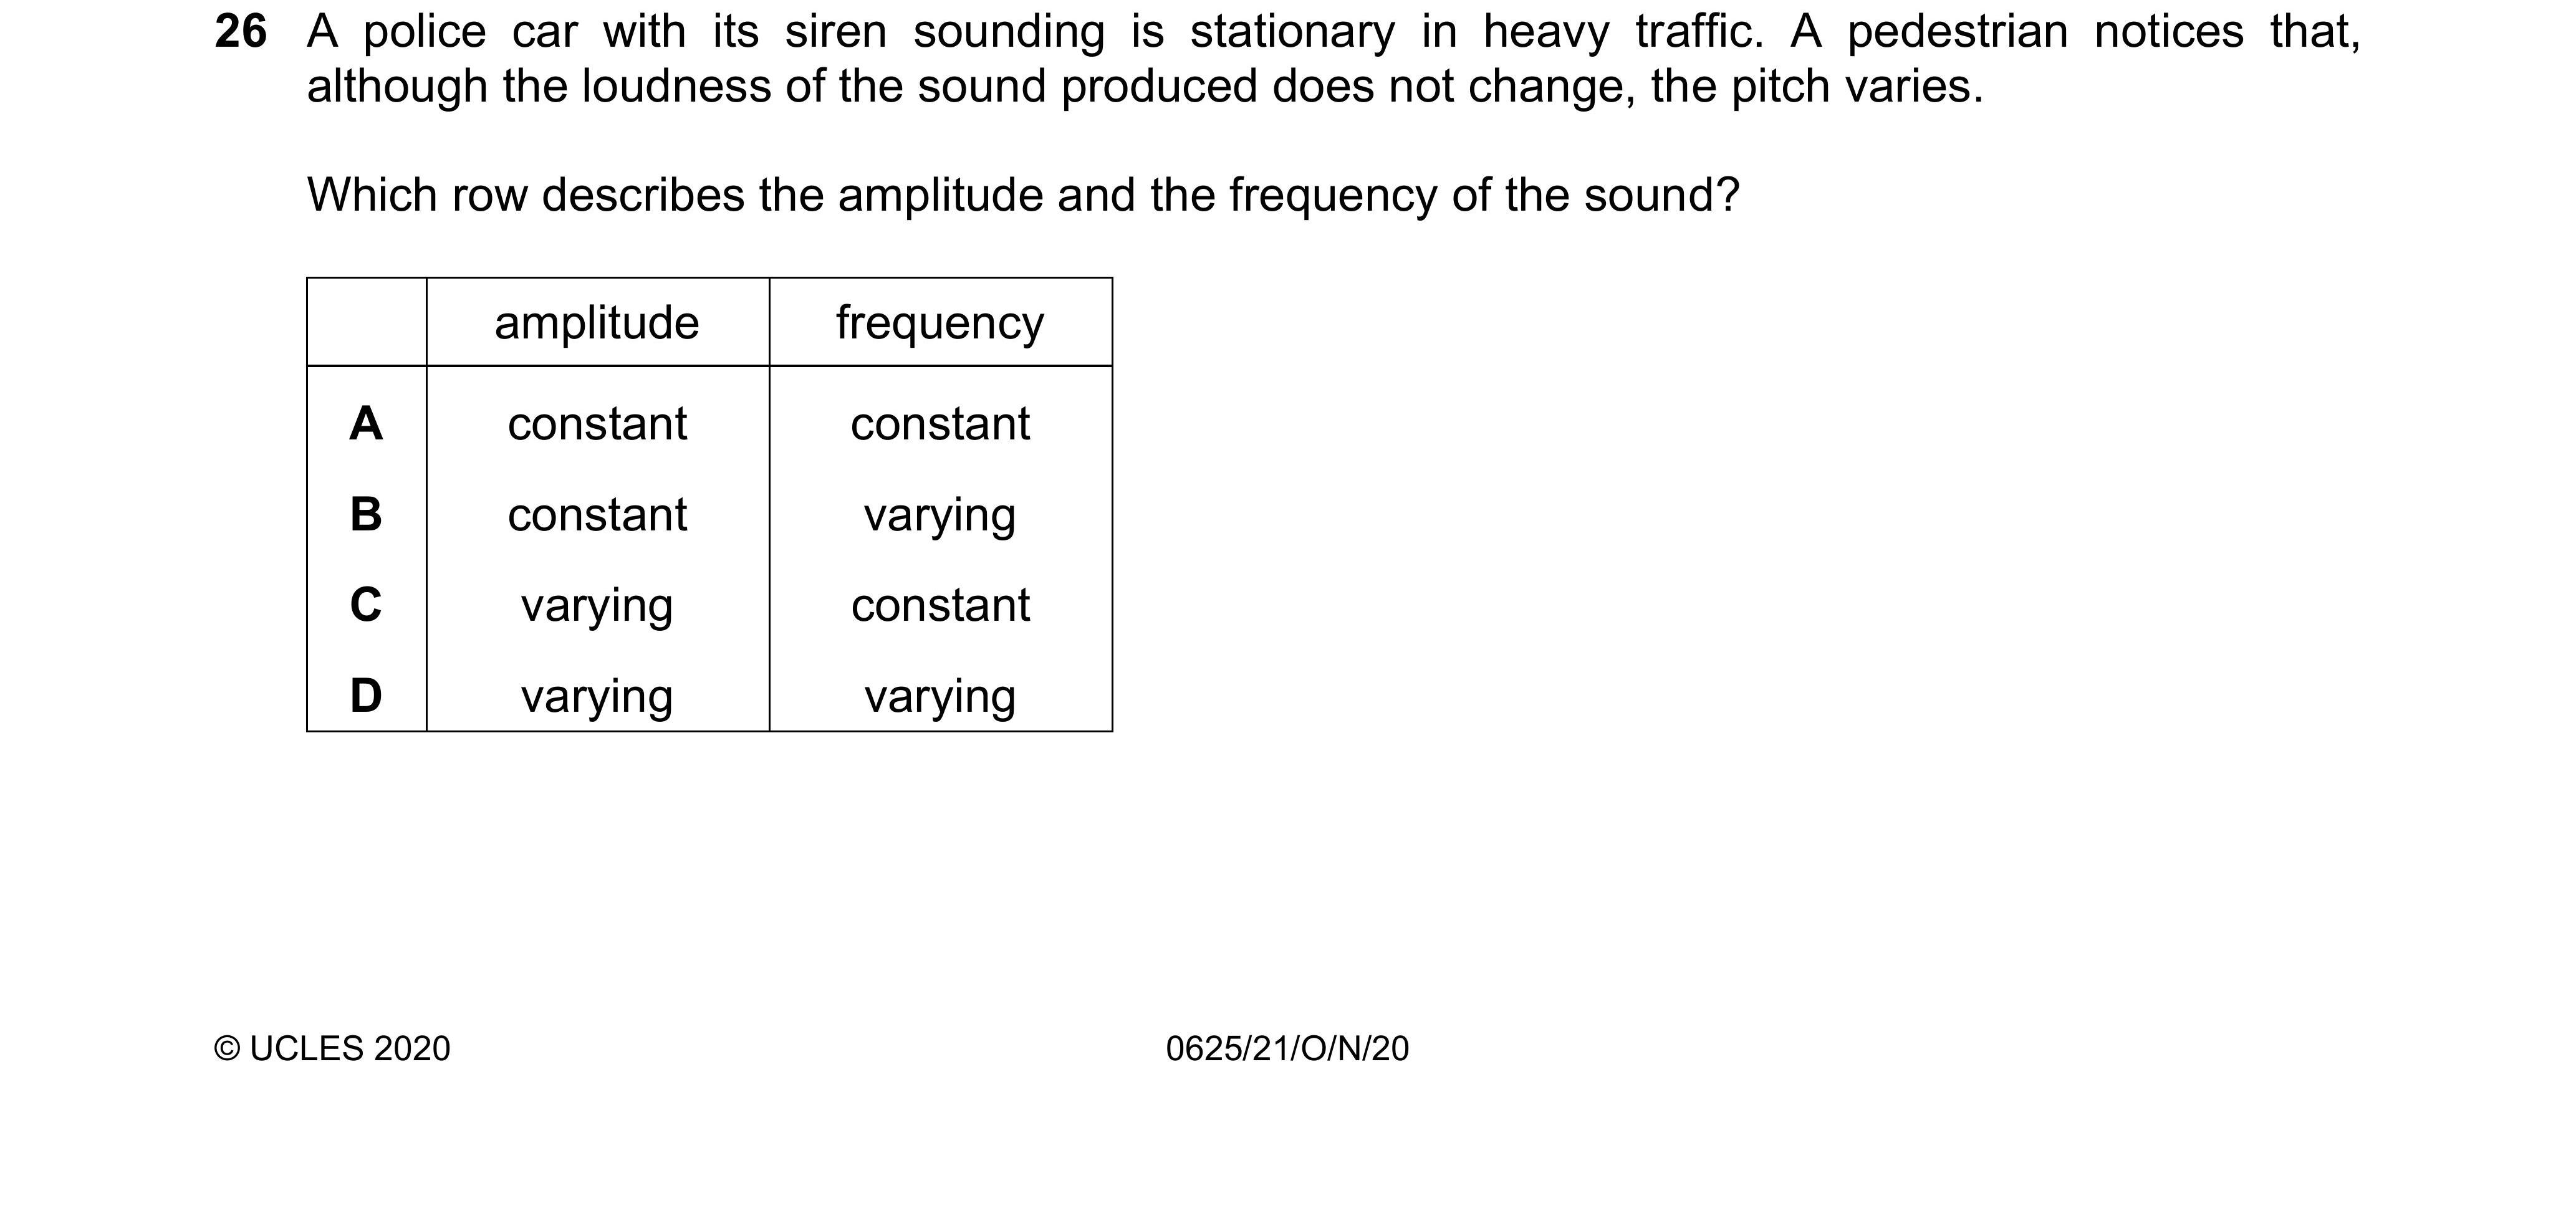 26 A police car with its siren sounding is stationary in heavy traffic. A pedestrian notices that,
although the loudness of the sound produced does not change, the pitch varies.
Which row describes the amplitude and the frequency of the sound?
amplitude frequency
A constant constant
B constant varying
C varying constant
D varying varying
© UCLES 2020 0625/21/O/N/20